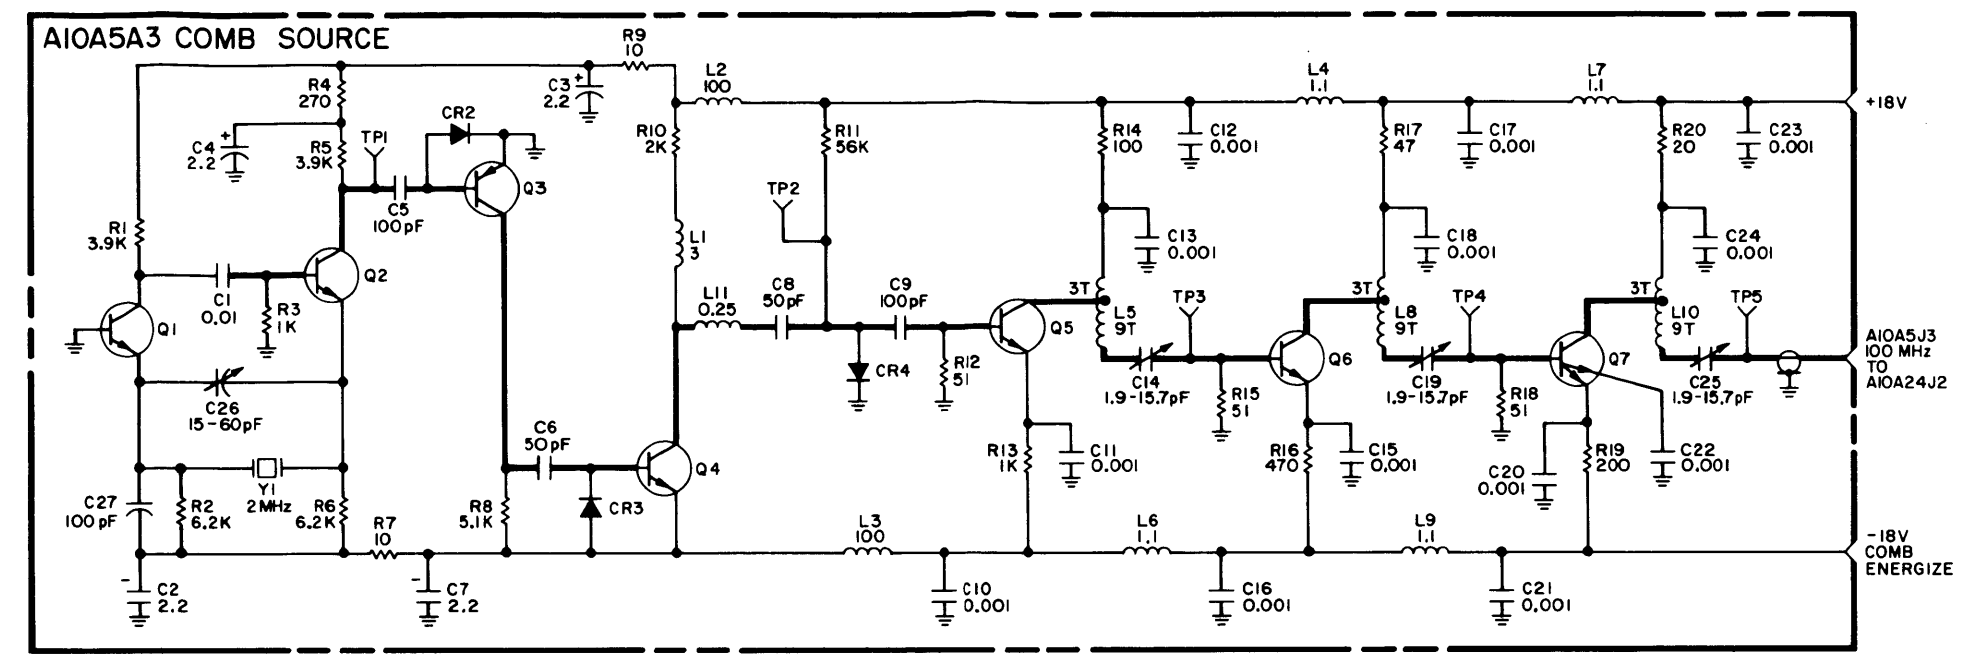 A10A5A3 COMB SOURCE
R9
10
R4
270
C3
+
2.2
L2
100
L4
1.1
L7
1.1
+18V
C4
+
2.2
R5
3.9K
TP1
CR2
R10
2K
R11
56K
R14
100
C12
0.001
R17
47
C17
0.001
R20
20
C23
0.001
Q3
C5
100pF
TP2
R1
3.9K
L1
3
C13
0.001
C18
0.001
C24
0.001
Q2
C1
0.01
R3
1K
L11
0.25
C8
50pF
C9
100pF
3T
L5
9T
TP3
3T
L8
9T
TP4
3T
L10
9T
TP5
Q1
Q5
Q6
Q7
A10A5J3
100 MHz
TO
A10A24J2
CR4
R12
51
C14
1.9-15.7pF
R15
51
C19
1.9-15.7pF
R18
51
C25
1.9-15.7pF
C26
15-60pF
C6
50pF
Q4
R13
1K
C11
0.001
R16
470
C15
0.001
C20
0.001
R19
200
C22
0.001
C27
100pF
R2
6.2K
Y1
2MHz
R6
6.2K
R7
10
R8
5.1K
CR3
L3
100
L6
1.1
L9
1.1
-18V
COMB
ENERGIZE
-
C2
2.2
-
C7
2.2
C10
0.001
C16
0.001
C21
0.001